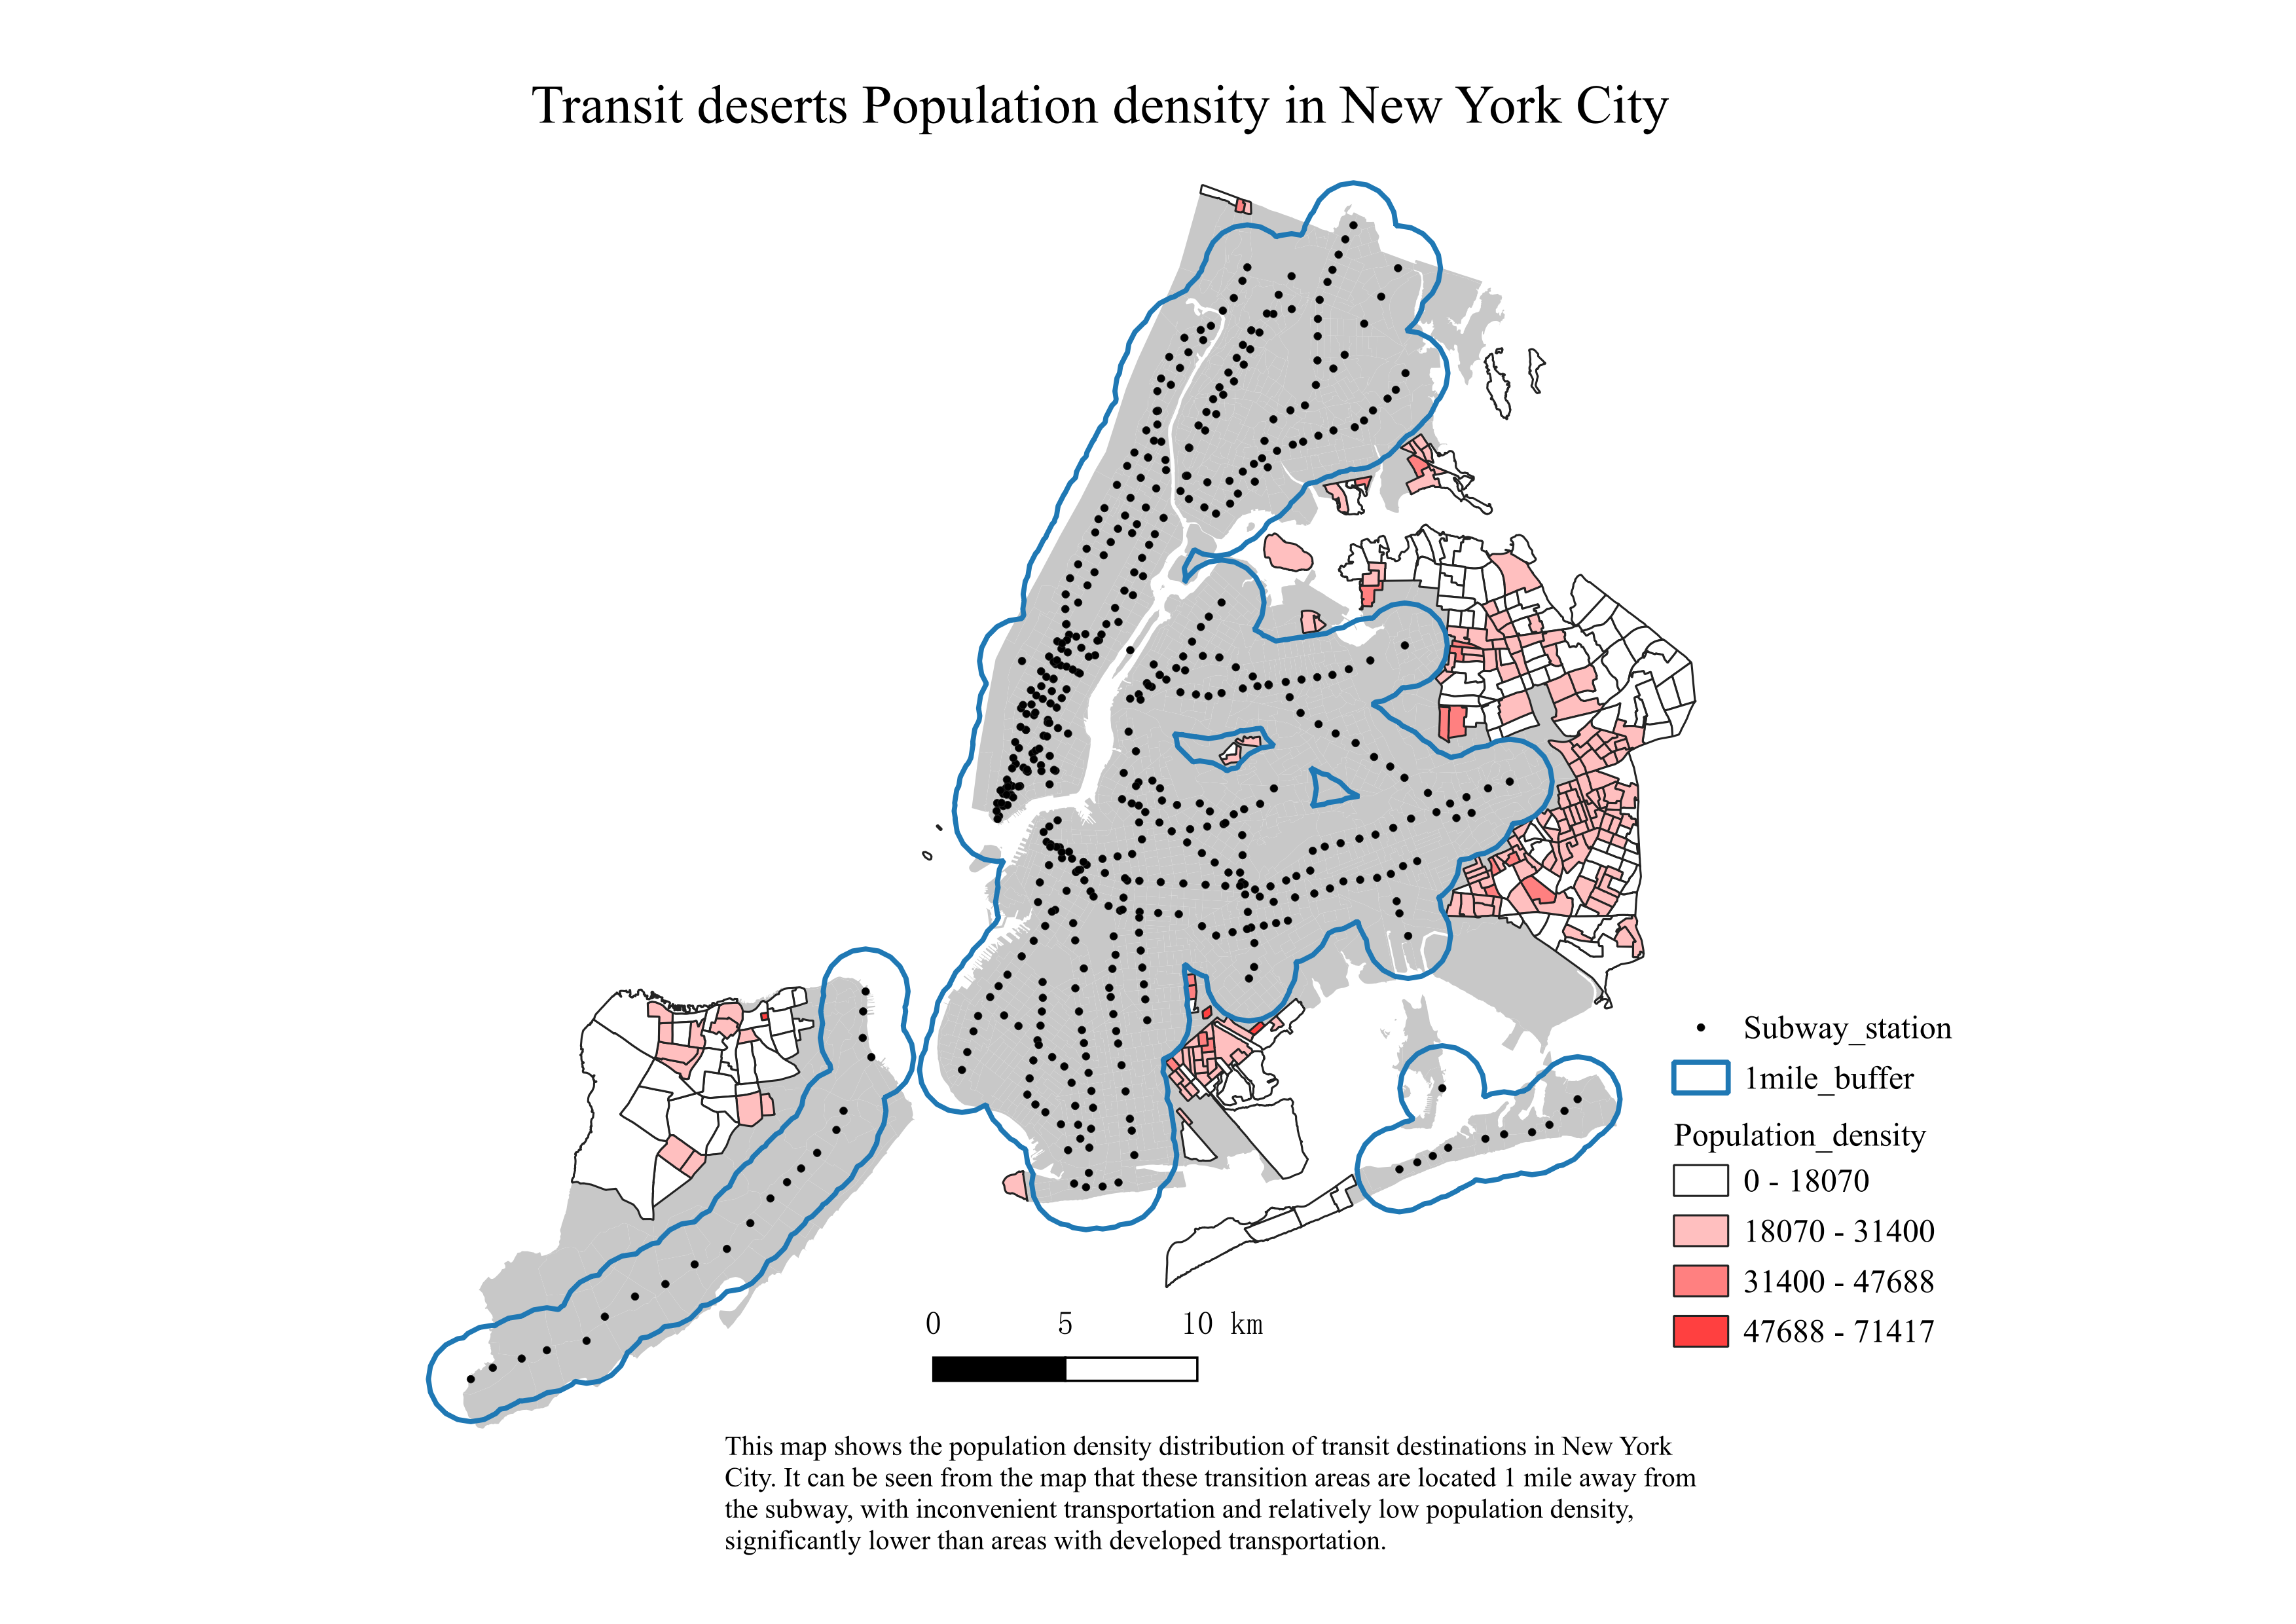 Transit deserts Population density in New York City
Subway_station
1mile_buffer
Population_density
0 - 18070
18070 - 31400
31400 - 47688
47688 - 71417
0 5 10 km
This map shows the population density distribution of transit destinations in New York
City. It can be seen from the map that these transition areas are located 1 mile away from
the subway, with inconvenient transportation and relatively low population density,
significantly lower than areas with developed transportation.